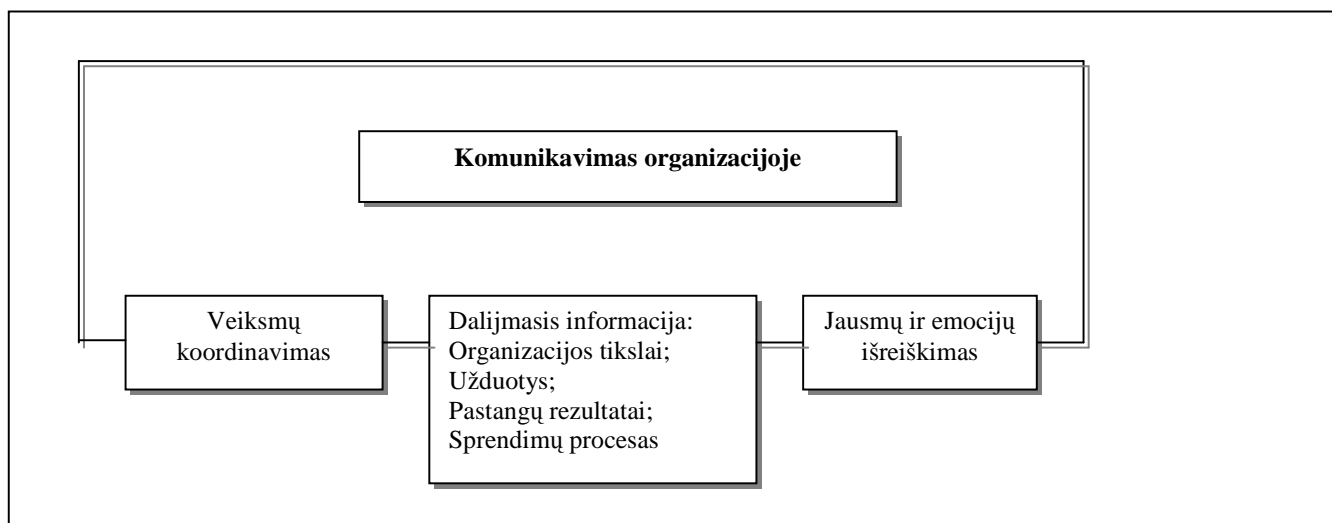 Komunikavimas organizacijoje
Veiksmų
koordinavimas
Dalijmasis informacija:
Organizacijos tikslai;
Užduotys;
Pastangų rezultatai;
Sprendimų procesas
Jausmų ir emocijų
išreiškimas